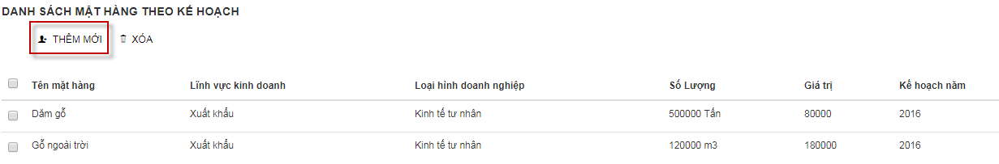 DANH SÁCH MẶT HÀNG THEO KẾ HOẠCH
THÊM MỚI XÓA
Tên mặt hàng Lĩnh vực kinh doanh Loại hình doanh nghiệp Số Lượng Giá trị Kế hoạch năm
Dăm gỗ Xuất khẩu Kinh tế tư nhân 500000 Tấn 80000 2016
Gỗ ngoài trời Xuất khẩu Kinh tế tư nhân 120000 m3 180000 2016